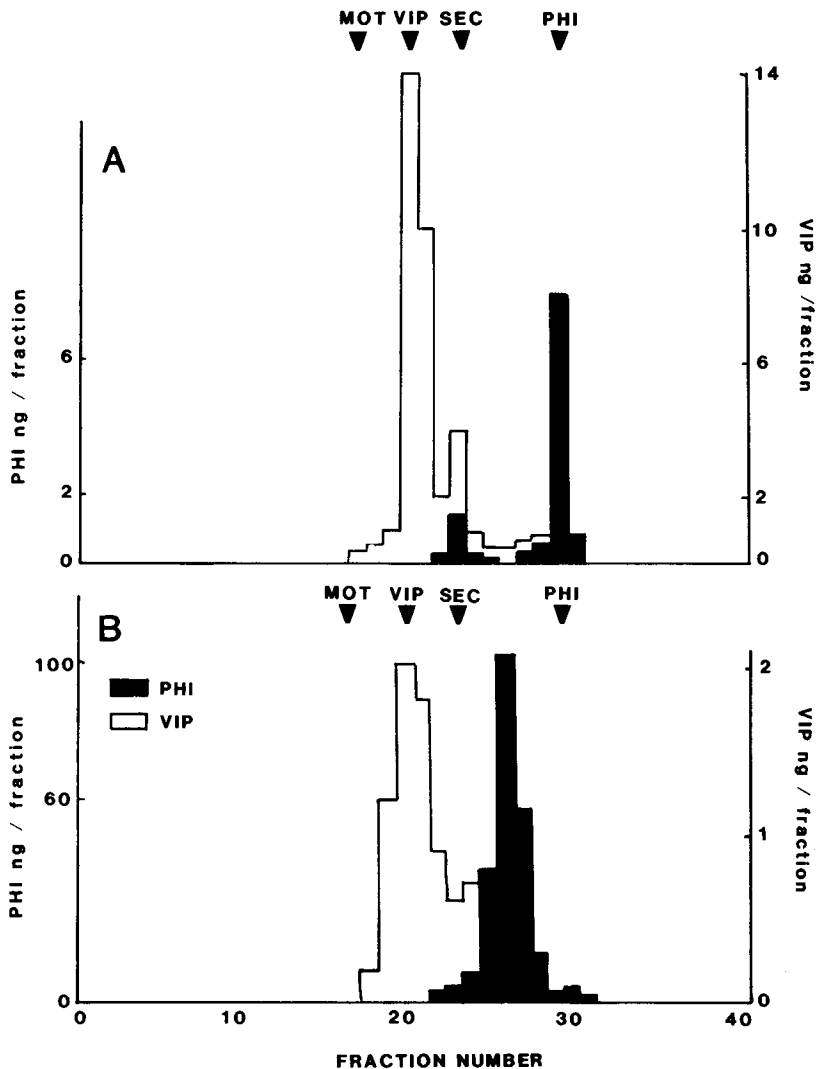 MOT VIP SEC PHI
A
14
10
6
2
0
VIP ng /fraction
6
2
0
PHI ng / fraction
MOT VIP SEC PHI
B
PHI
VIP
100
60
0
PHI ng / fraction
2
1
0
VIP ng / fraction
0 10 20 30 40
FRACTION NUMBER